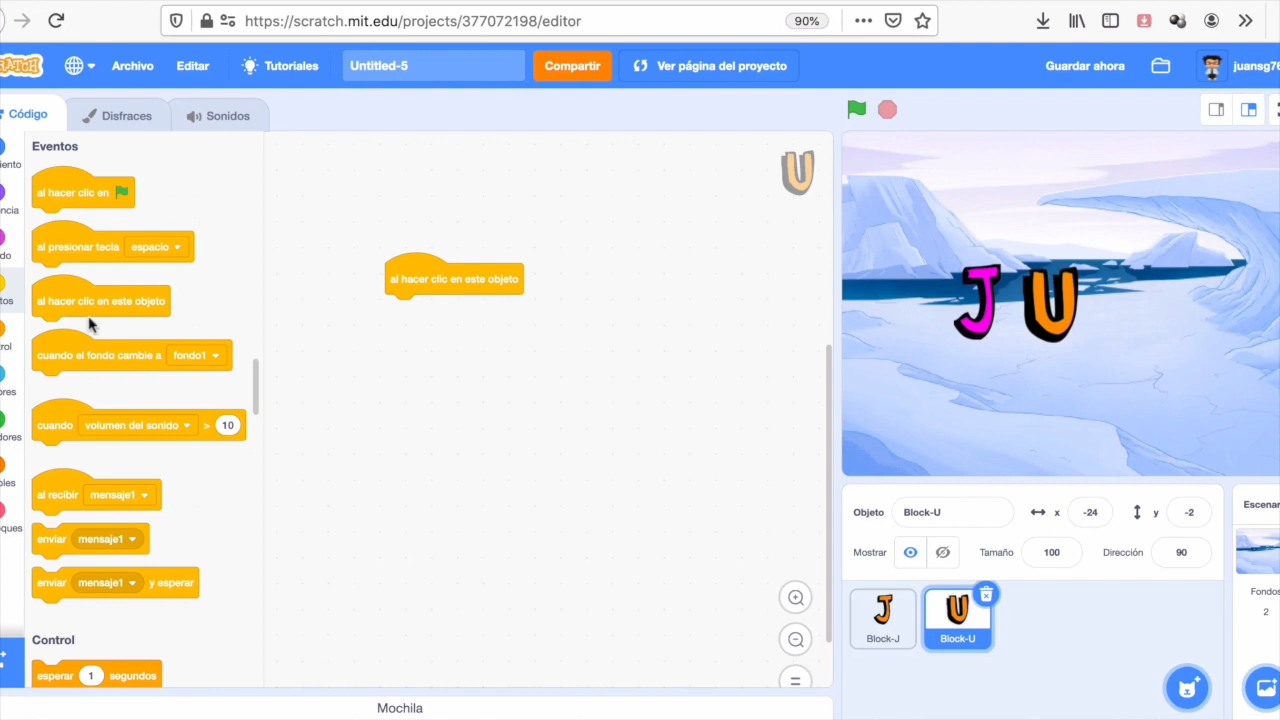 https://scratch.mit.edu/projects/377072198/editor
90%
Archivo
Editar
Tutoriales
Untitled-5
Compartir
Ver página del proyecto
Guardar ahora
Código
Disfraces
Sonidos
Eventos
al hacer clic en
al presionar tecla espacio
al hacer clic en este objeto
cuando el fondo cambie a fondo1
cuando volumen del sonido > 10
al recibir mensaje1
enviar mensaje1
enviar mensaje1 y esperar
Control
esperar 1 segundos
al hacer clic en este objeto
U
J U
Objeto Block-U x -24 y -2
Mostrar Tamaño 100 Dirección 90
J
Block-J
U
Block-U
Fondos
2
Mochila